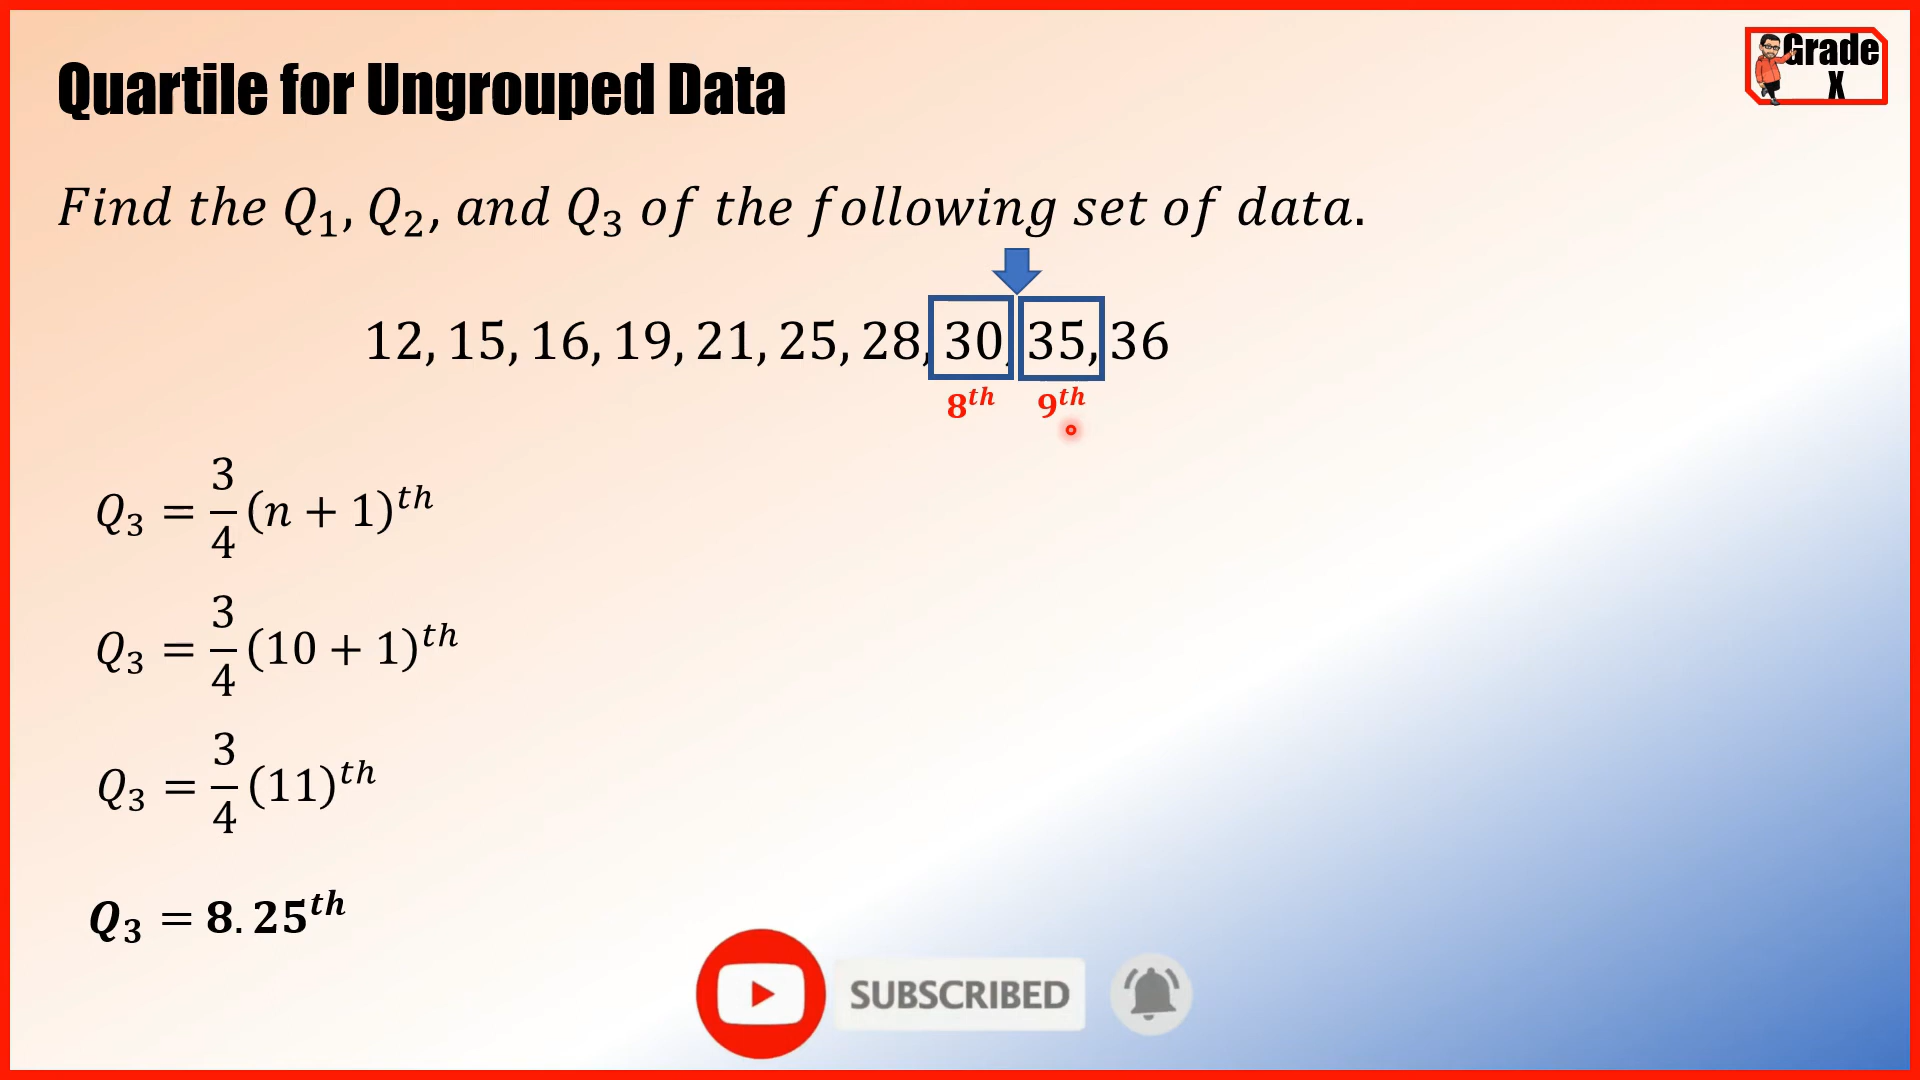 Quartile for Ungrouped Data
Grade
X
Find the Q₁, Q₂, and Q₃ of the following set of data.
12, 15, 16, 19, 21, 25, 28, 30, 35, 36
8ᵗʰ 9ᵗʰ
Q₃ = 3/4 (n + 1)ᵗʰ
Q₃ = 3/4 (10 + 1)ᵗʰ
Q₃ = 3/4 (11)ᵗʰ
Q₃ = 8.25ᵗʰ
SUBSCRIBED